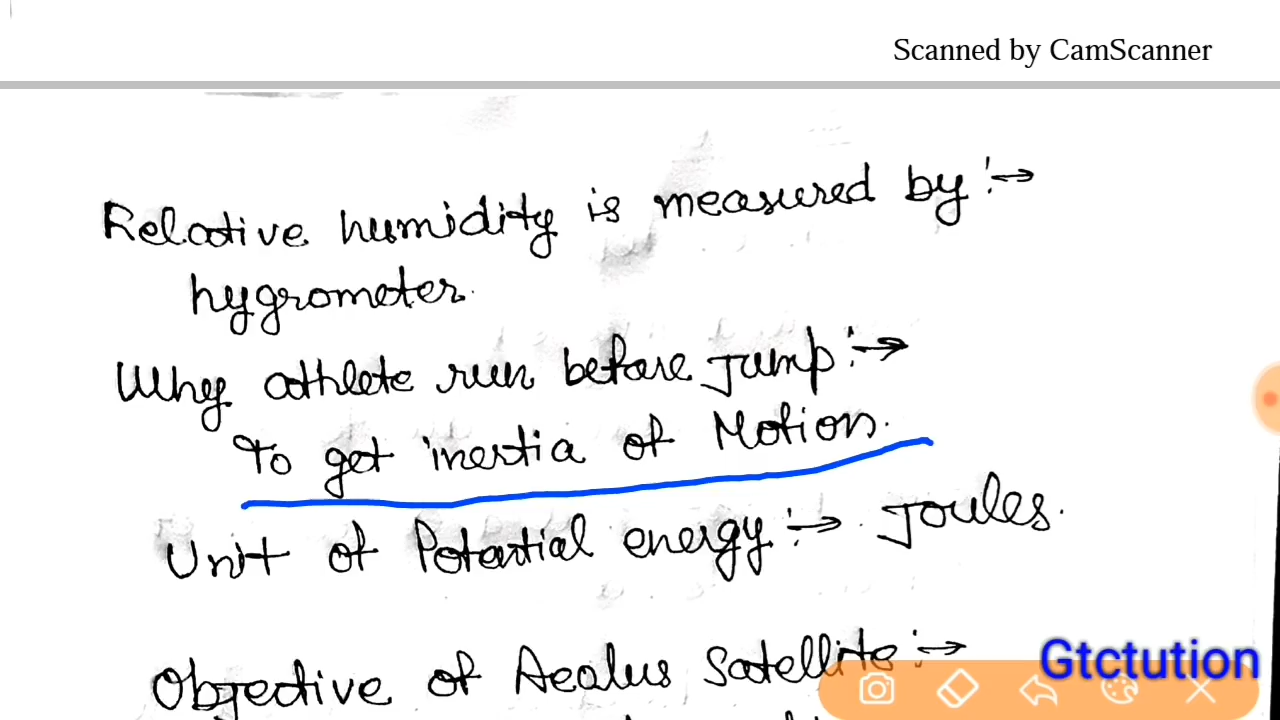 Scanned by CamScanner
Relative humidity is measured by :→
hygrometer.
Why athlete run before Jump :→
To get inertia of Motion.
Unit of Potential energy :→ Joules.
Objective of Aealus Satellite :→
Gtctution